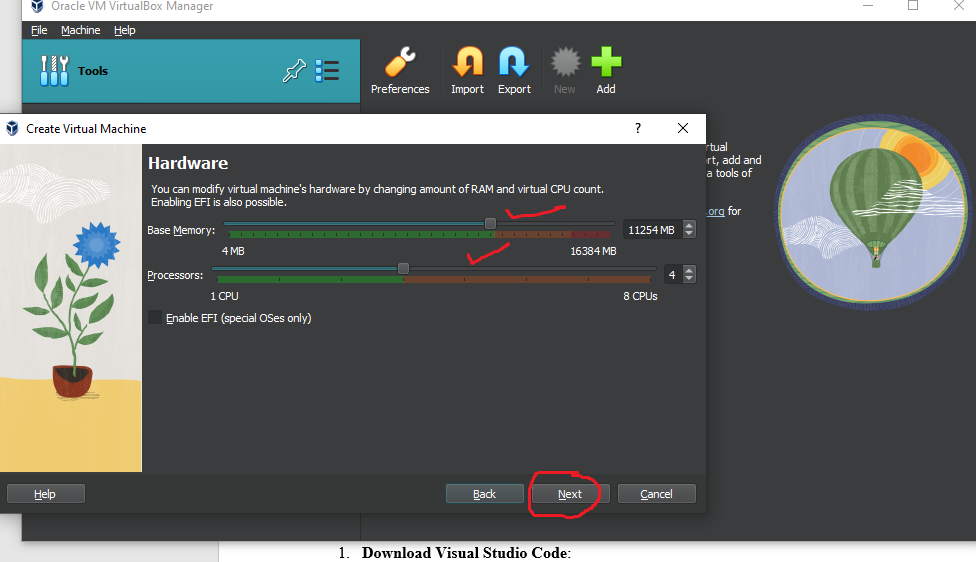 Oracle VM VirtualBox Manager
File Machine Help
Tools
Preferences Import Export New Add
Create Virtual Machine ?
Hardware
rtual
rt, add and
a tools of
.org for
You can modify virtual machine's hardware by changing amount of RAM and virtual CPU count.
Enabling EFI is also possible.
Base Memory: 11254 MB
4 MB 16384 MB
Processors: 4
1 CPU 8 CPUs
Enable EFI (special OSes only)
Help Back Next Cancel
1. Download Visual Studio Code: